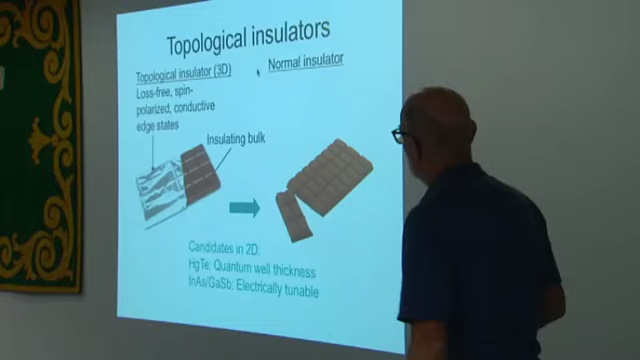 Topological insulators
Topological insulator (3D)
Normal insulator
Loss-free, spin-
polarized, conductive
edge states
Insulating bulk
Candidates in 2D:
HgTe: Quantum well thickness
InAs/GaSb: Electrically tunable